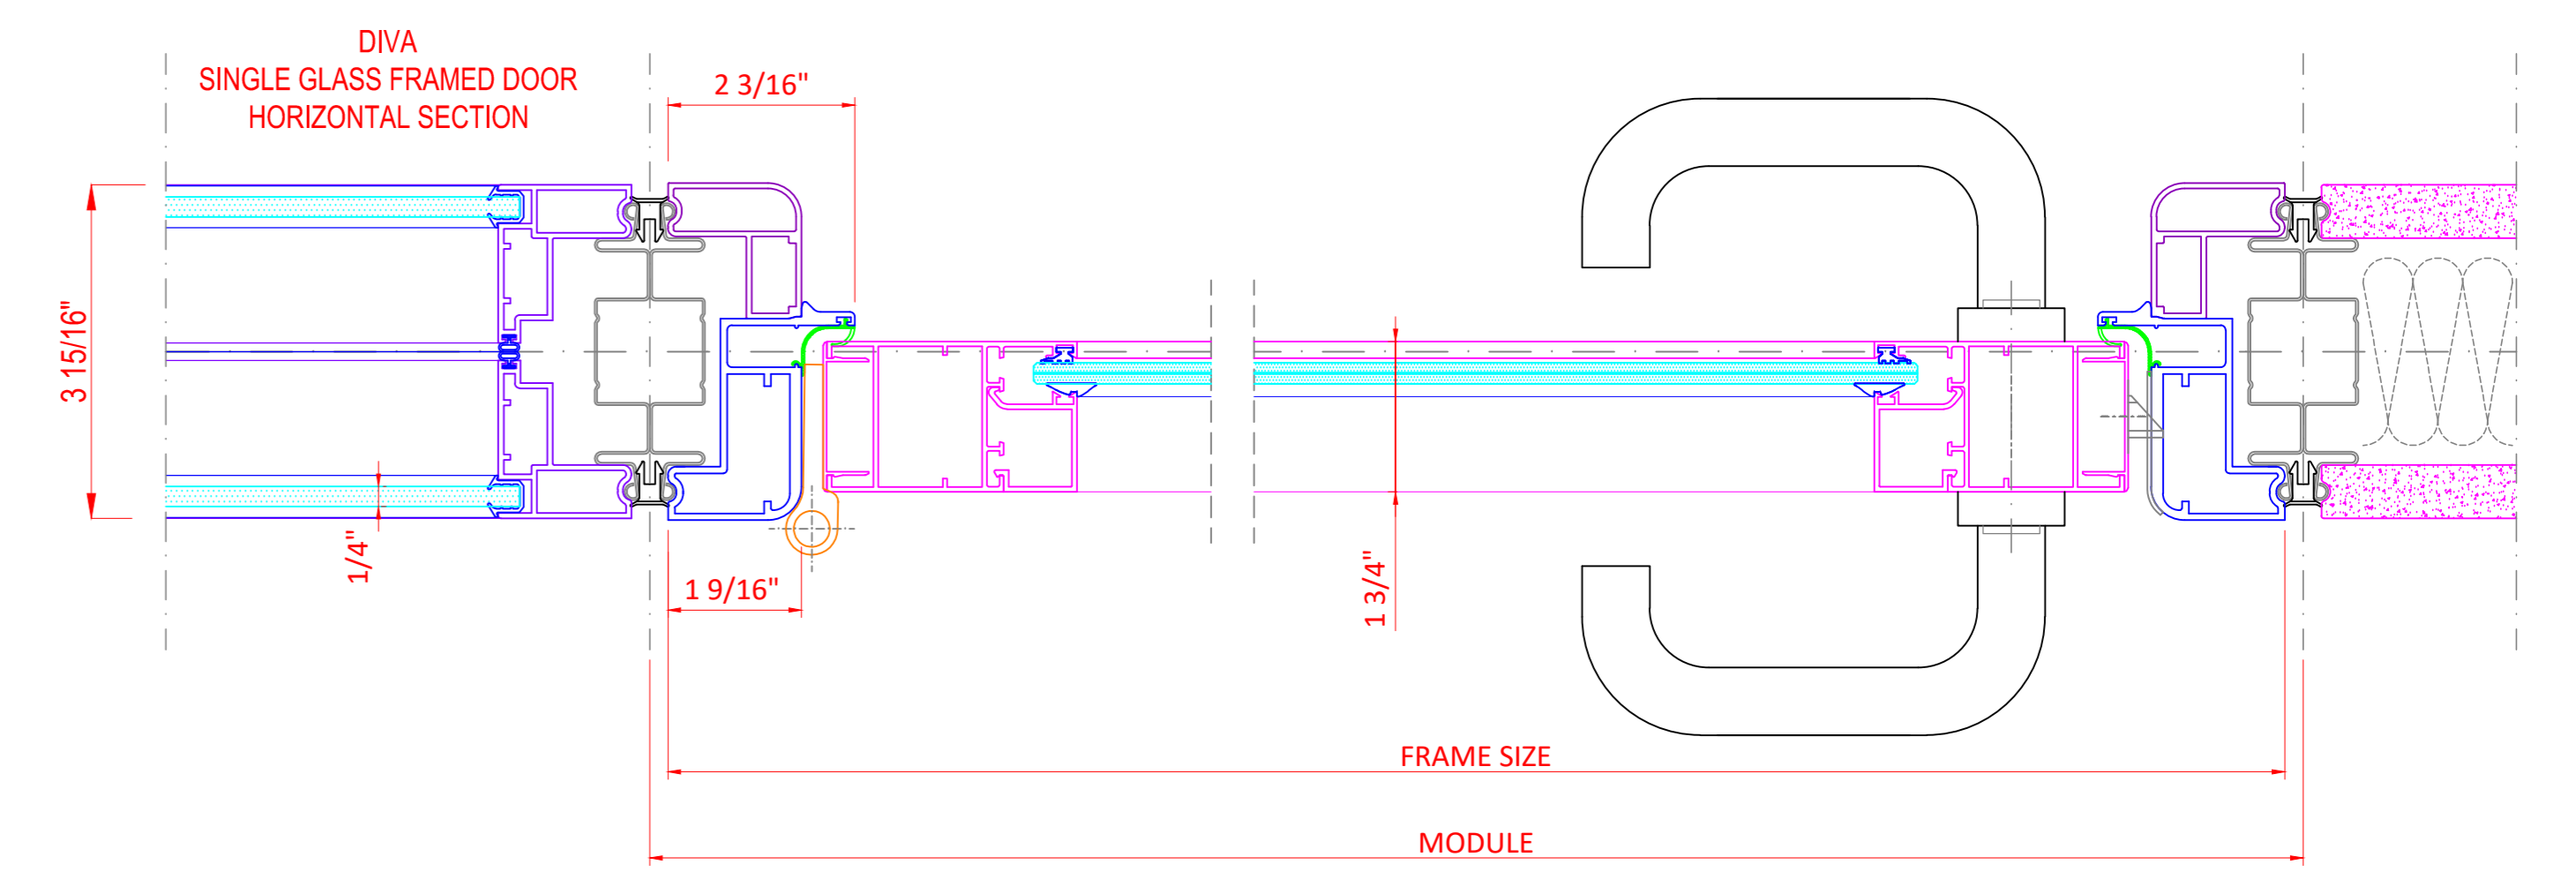 DIVA
SINGLE GLASS FRAMED DOOR
HORIZONTAL SECTION
2 3/16"
3 15/16"
1/4"
1 9/16"
1 3/4"
FRAME SIZE
MODULE